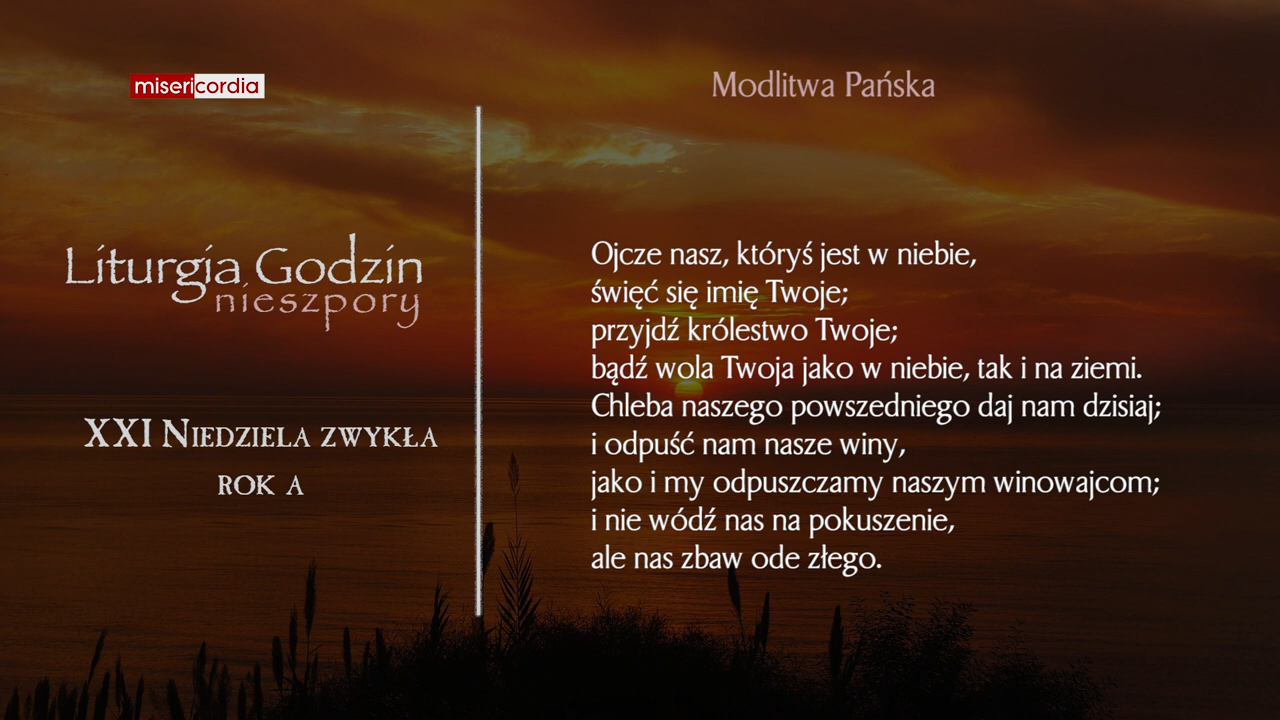 misericordia
Liturgia Godzin
nieszpory
XXI Niedziela zwykła
rok A
Modlitwa Pańska
Ojcze nasz, któryś jest w niebie,
święć się imię Twoje;
przyjdź królestwo Twoje;
bądź wola Twoja jako w niebie, tak i na ziemi.
Chleba naszego powszedniego daj nam dzisiaj;
i odpuść nam nasze winy,
jako i my odpuszczamy naszym winowajcom;
i nie wódź nas na pokuszenie,
ale nas zbaw ode złego.